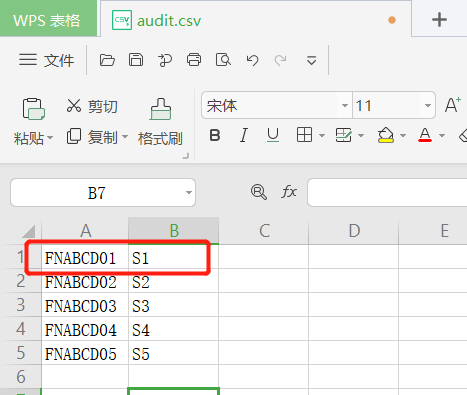 WPS 表格
audit.csv
文件
剪切
粘贴 复制 格式刷
宋体 11 A+
B I U A
B7 fx
A B C D E
1 FNABCD01 S1
2 FNABCD02 S2
3 FNABCD03 S3
4 FNABCD04 S4
5 FNABCD05 S5
6